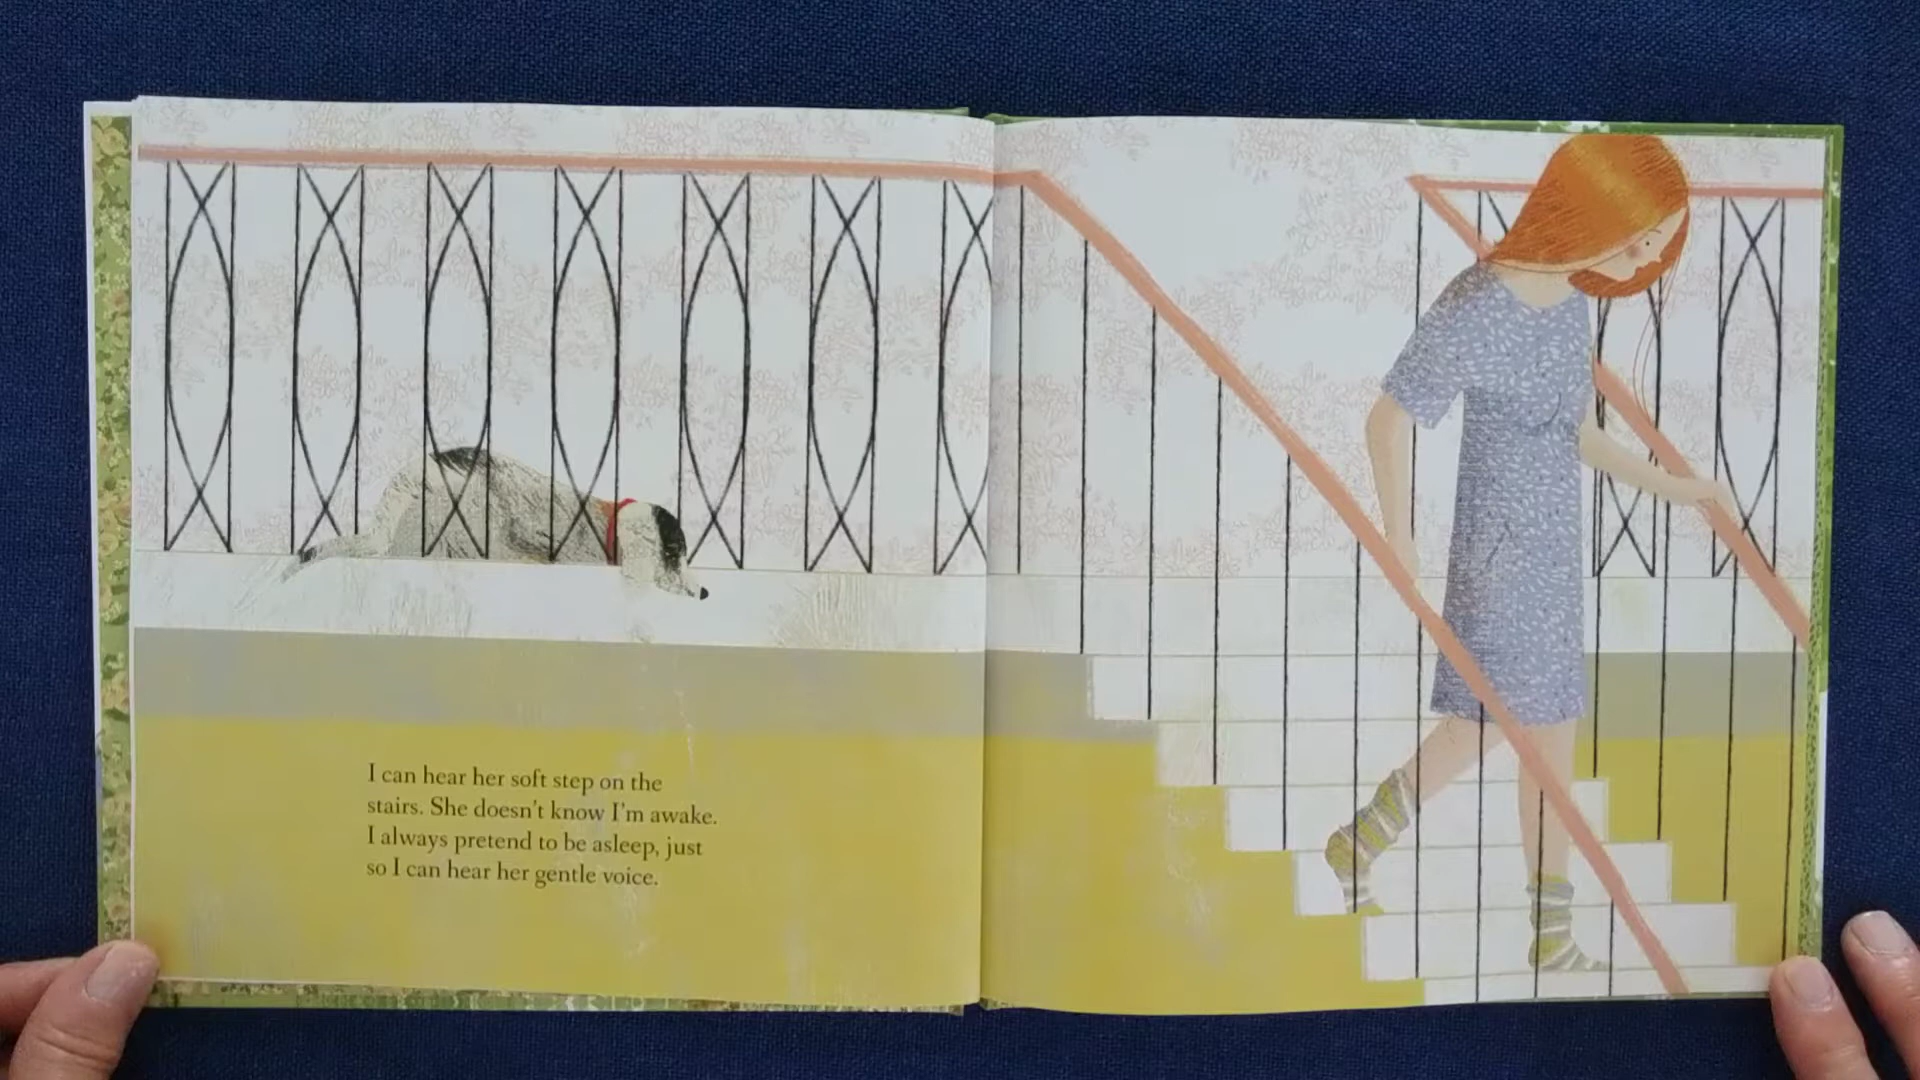 I can hear her soft step on the
stairs. She doesn't know I'm awake.
I always pretend to be asleep, just
so I can hear her gentle voice.